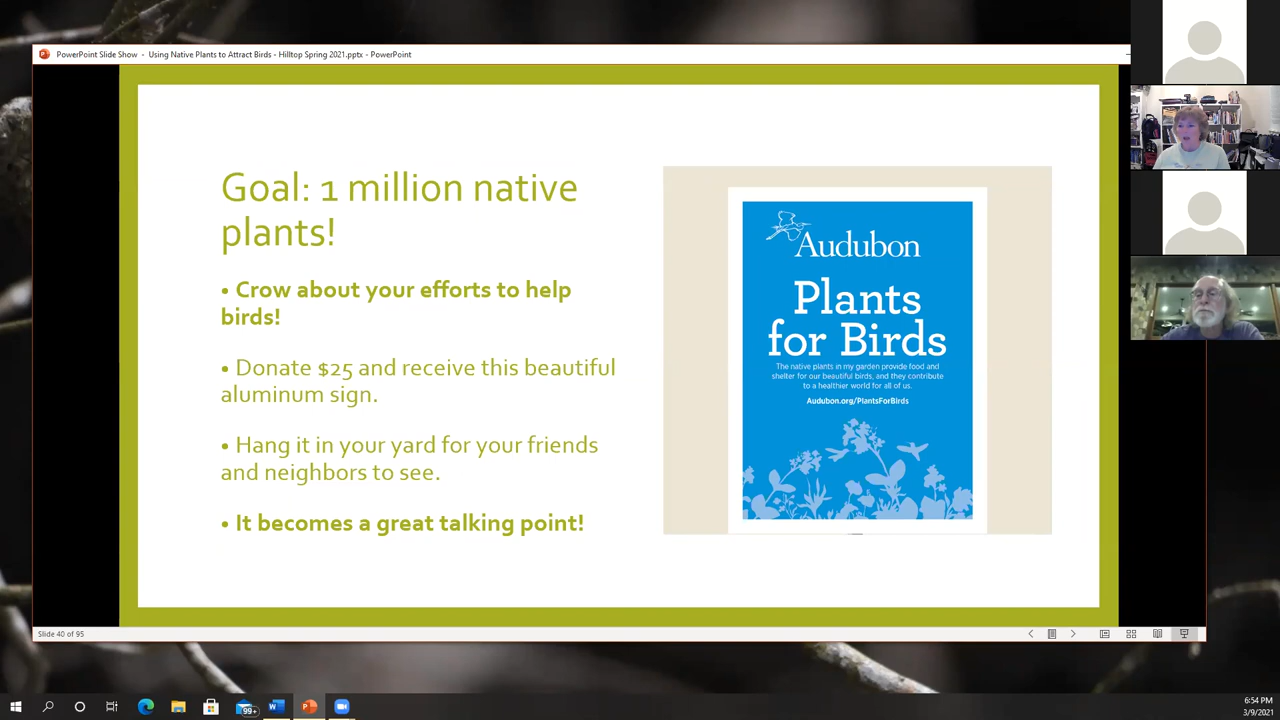 PowerPoint Slide Show - Using Native Plants to Attract Birds - Hilltop Spring 2021.pptx - PowerPoint
Goal: 1 million native
plants!
• Crow about your efforts to help
birds!
• Donate $25 and receive this beautiful
aluminum sign.
• Hang it in your yard for your friends
and neighbors to see.
• It becomes a great talking point!
Audubon
Plants
for Birds
The native plants in my garden provide food and
shelter for our beautiful birds, and they contribute
to a healthier world for all of us.
Audubon.org/PlantsForBirds
Slide 40 of 95
99+
6:54 PM
3/9/2021